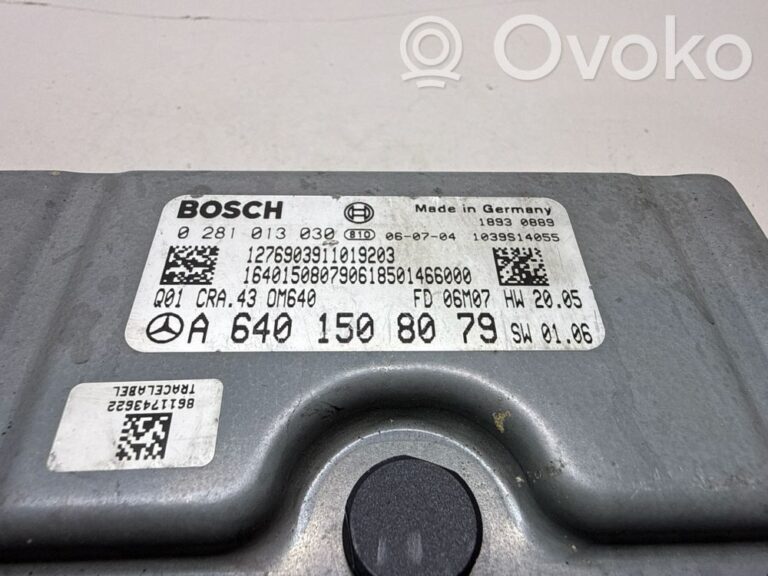 Ovoko
BOSCH Made in Germany
1893 0889
0 281 013 030 810 06-07-04 1039S14055
1276903911019203
164015080790618501466000
Q01 CRA.43 OM640 FD 06M07 HW 20.05
A 640 150 80 79 SW 01.06
8611743622
TRACELABEL